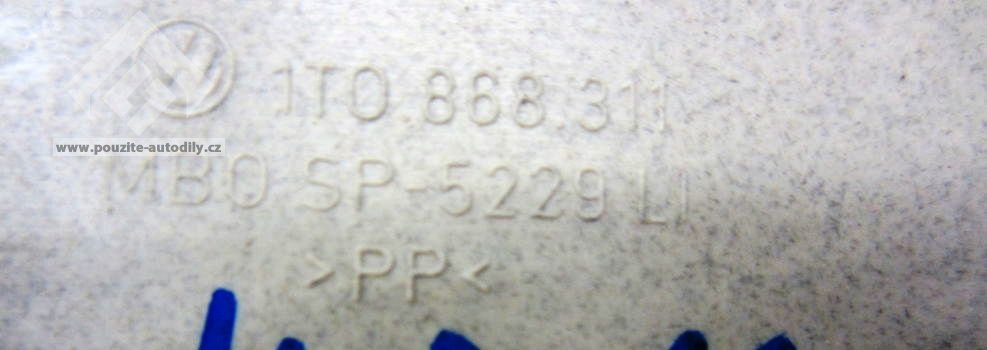 1T0.868.311
www.pouzite-autodily.cz
MBO SP-5229 LI
>PP<